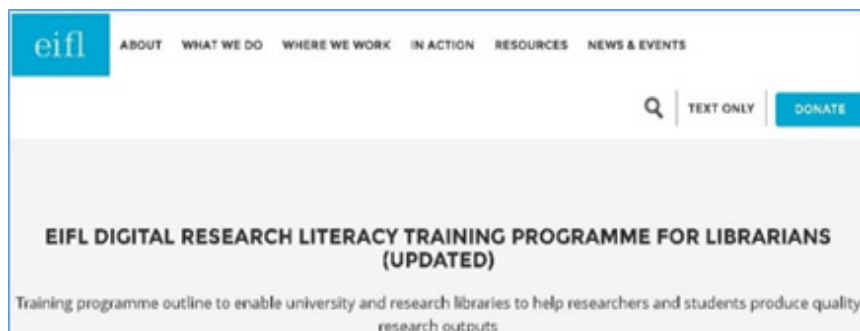 eifl ABOUT WHAT WE DO WHERE WE WORK IN ACTION RESOURCES NEWS & EVENTS
TEXT ONLY DONATE
EIFL DIGITAL RESEARCH LITERACY TRAINING PROGRAMME FOR LIBRARIANS
(UPDATED)
Training programme outline to enable university and research libraries to help researchers and students produce quality
research outputs